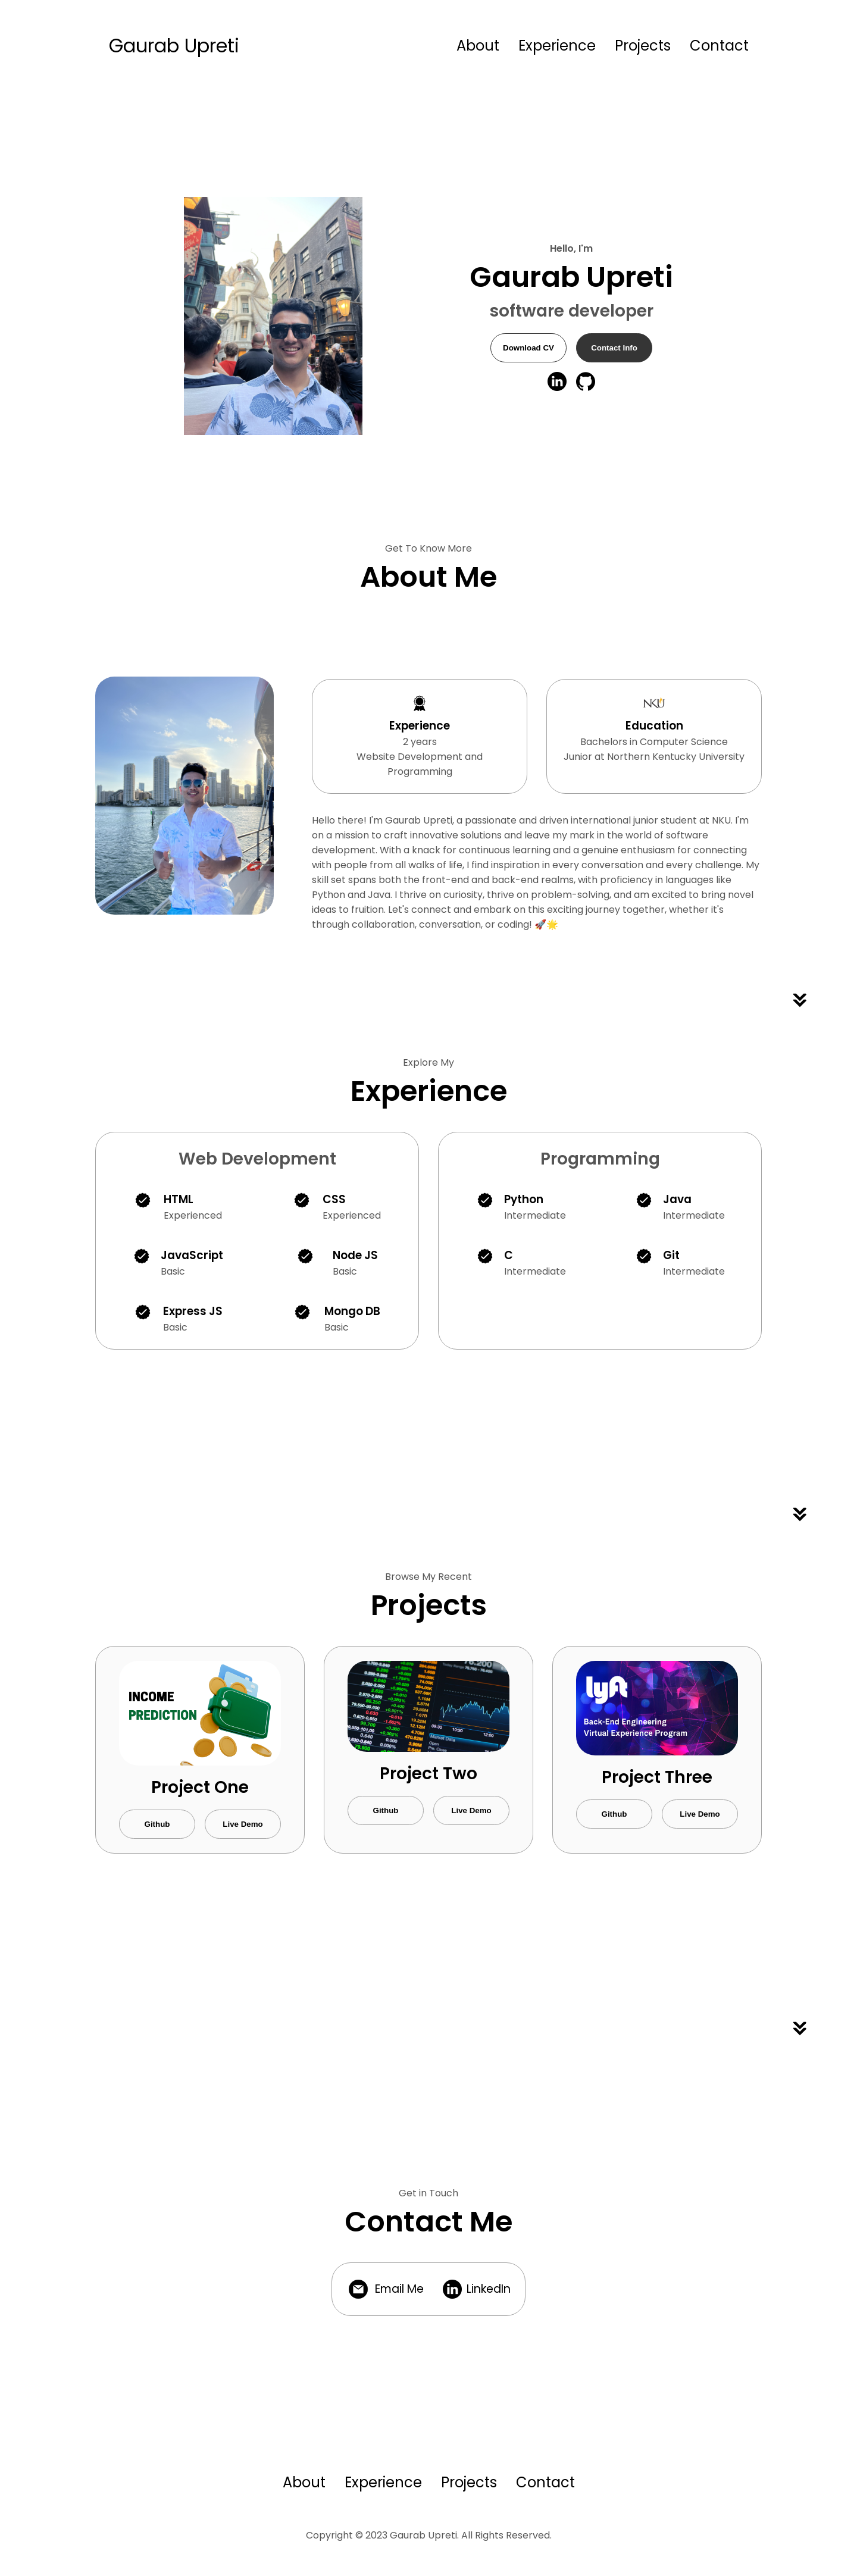 Gaurab Upreti
About Experience Projects Contact
Hello, I'm
Gaurab Upreti
software developer
Download CV
Contact Info
Get To Know More
About Me
Experience
2 years
Website Development and
Programming
NKU
Education
Bachelors in Computer Science
Junior at Northern Kentucky University
Hello there! I'm Gaurab Upreti, a passionate and driven international junior student at NKU. I'm
on a mission to craft innovative solutions and leave my mark in the world of software
development. With a knack for continuous learning and a genuine enthusiasm for connecting
with people from all walks of life, I find inspiration in every conversation and every challenge. My
skill set spans both the front-end and back-end realms, with proficiency in languages like
Python and Java. I thrive on curiosity, thrive on problem-solving, and am excited to bring novel
ideas to fruition. Let's connect and embark on this exciting journey together, whether it's
through collaboration, conversation, or coding! 🚀🌟
Explore My
Experience
Web Development
HTML
Experienced
CSS
Experienced
JavaScript
Basic
Node JS
Basic
Express JS
Basic
Mongo DB
Basic
Programming
Python
Intermediate
Java
Intermediate
C
Intermediate
Git
Intermediate
Browse My Recent
Projects
INCOME
PREDICTION
Project One
Github
Live Demo
Project Two
Github
Live Demo
lyft
Back-End Engineering
Virtual Experience Program
Project Three
Github
Live Demo
Get in Touch
Contact Me
Email Me
LinkedIn
About Experience Projects Contact
Copyright © 2023 Gaurab Upreti. All Rights Reserved.